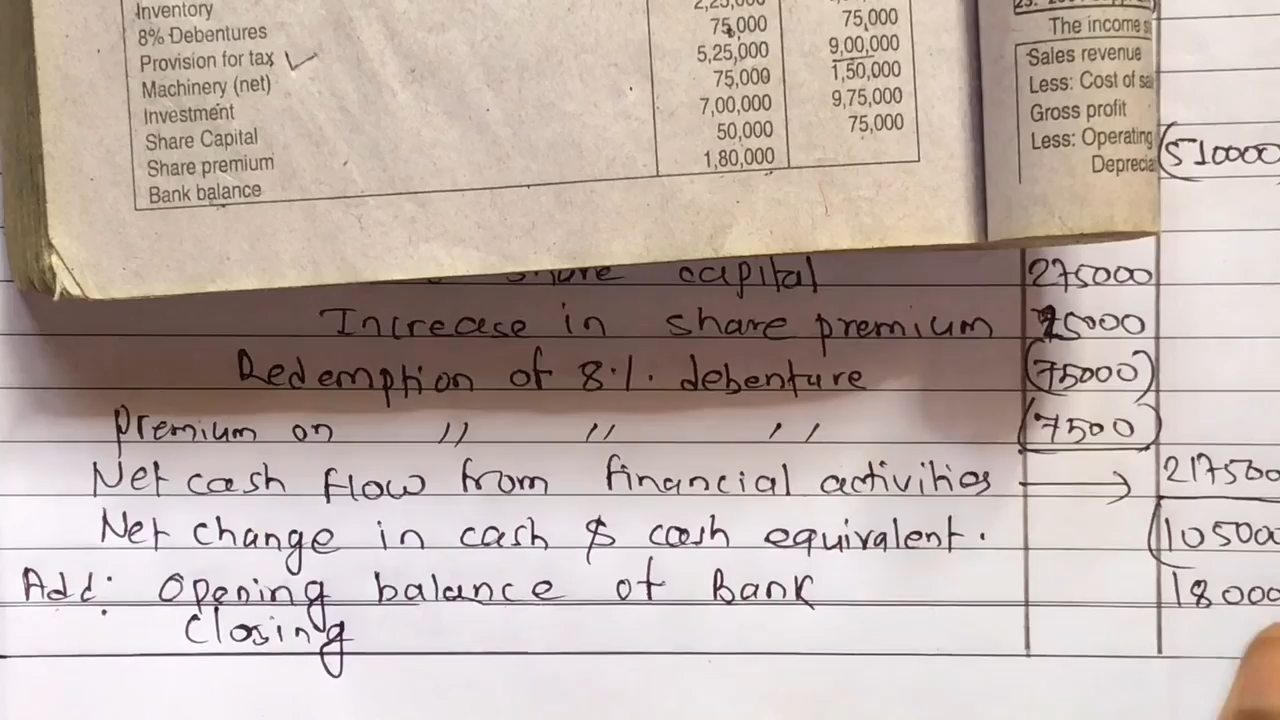 Inventory
8% Debentures
Provision for tax
Machinery (net)
Investment
Share Capital
Share premium
Bank balance
75,000
5,25,000
75,000
7,00,000
50,000
1,80,000
75,000
9,00,000
1,50,000
9,75,000
75,000
The income
Sales revenue
Less: Cost of
Gross profit
Less: Operating
(510000
capital 275000
Increase in share premium 25000
Redemption of 8%. debenture (75000)
Premium on " " " (7500)
Net cash flow from financial activities → 217500
Net change in cash & cash equivalent. (105000
Add: Opening balance of Bank 18000
Closing